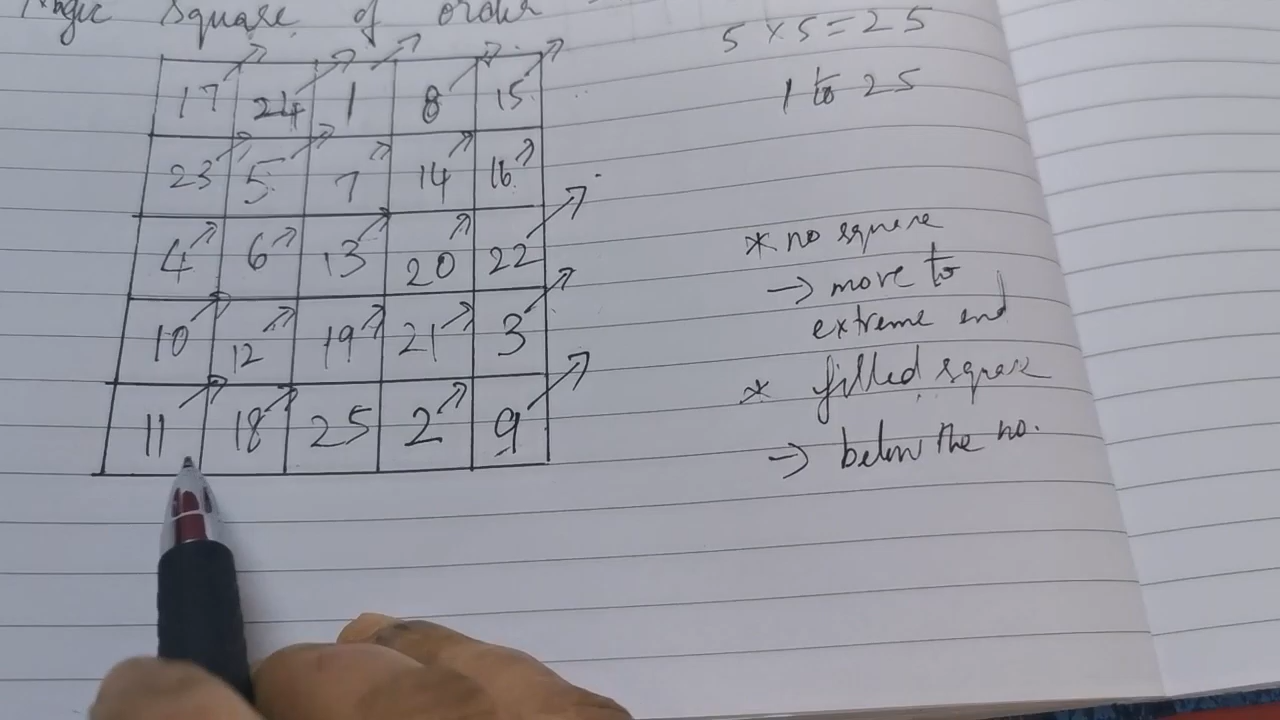 Magic Square of order
5 × 5 = 25
1 to 25
17 24 1 8 15
23 5 7 14 16
4 6 13 20 22
10 12 19 21 3
11 18 25 2 9
* no square
→ move to
extreme end
* filled square
→ below the no.